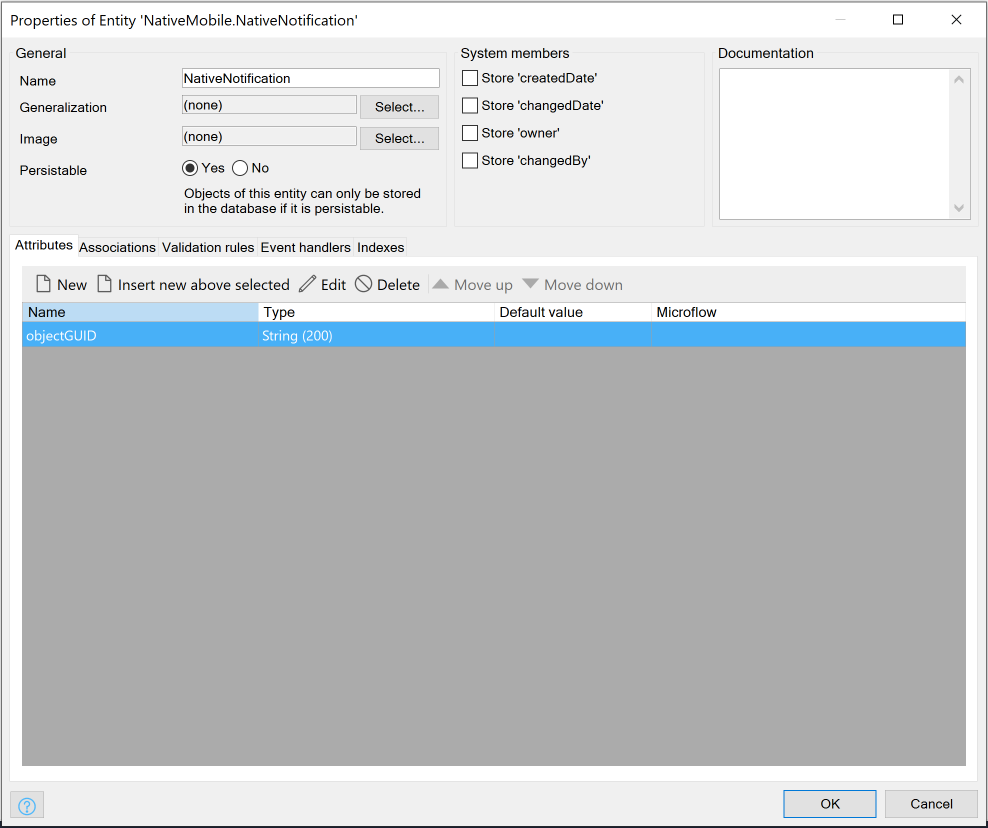 Properties of Entity 'NativeMobile.NativeNotification'
General
System members
Documentation
Name
NativeNotification
Store 'createdDate'
Generalization
(none)
Select...
Store 'changedDate'
Image
(none)
Select...
Store 'owner'
Persistable
Yes
No
Store 'changedBy'
Objects of this entity can only be stored
in the database if it is persistable.
Attributes
Associations
Validation rules
Event handlers
Indexes
New
Insert new above selected
Edit
Delete
Move up
Move down
Name
Type
Default value
Microflow
objectGUID
String (200)
?
OK
Cancel